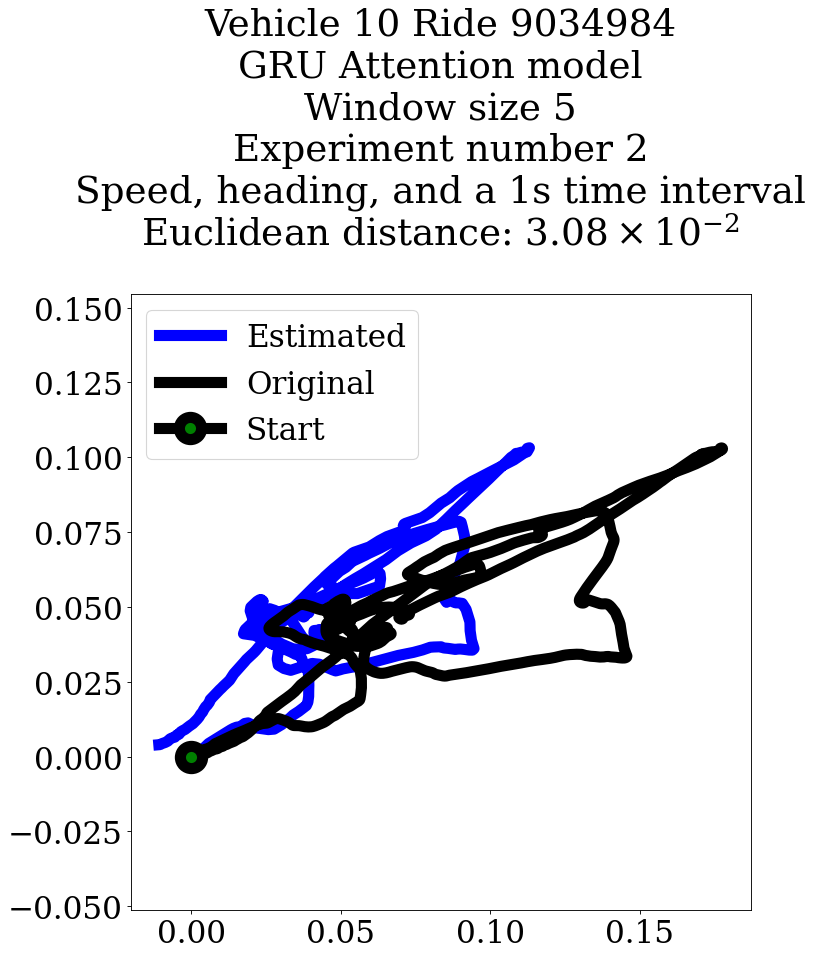 Vehicle 10 Ride 9034984
GRU Attention model
Window size 5
Experiment number 2
Speed, heading, and a 1s time interval
Euclidean distance: 3.08 × 10⁻²
0.150
0.125
0.100
0.075
0.050
0.025
0.000
−0.025
−0.050
Estimated
Original
Start
0.00 0.05 0.10 0.15